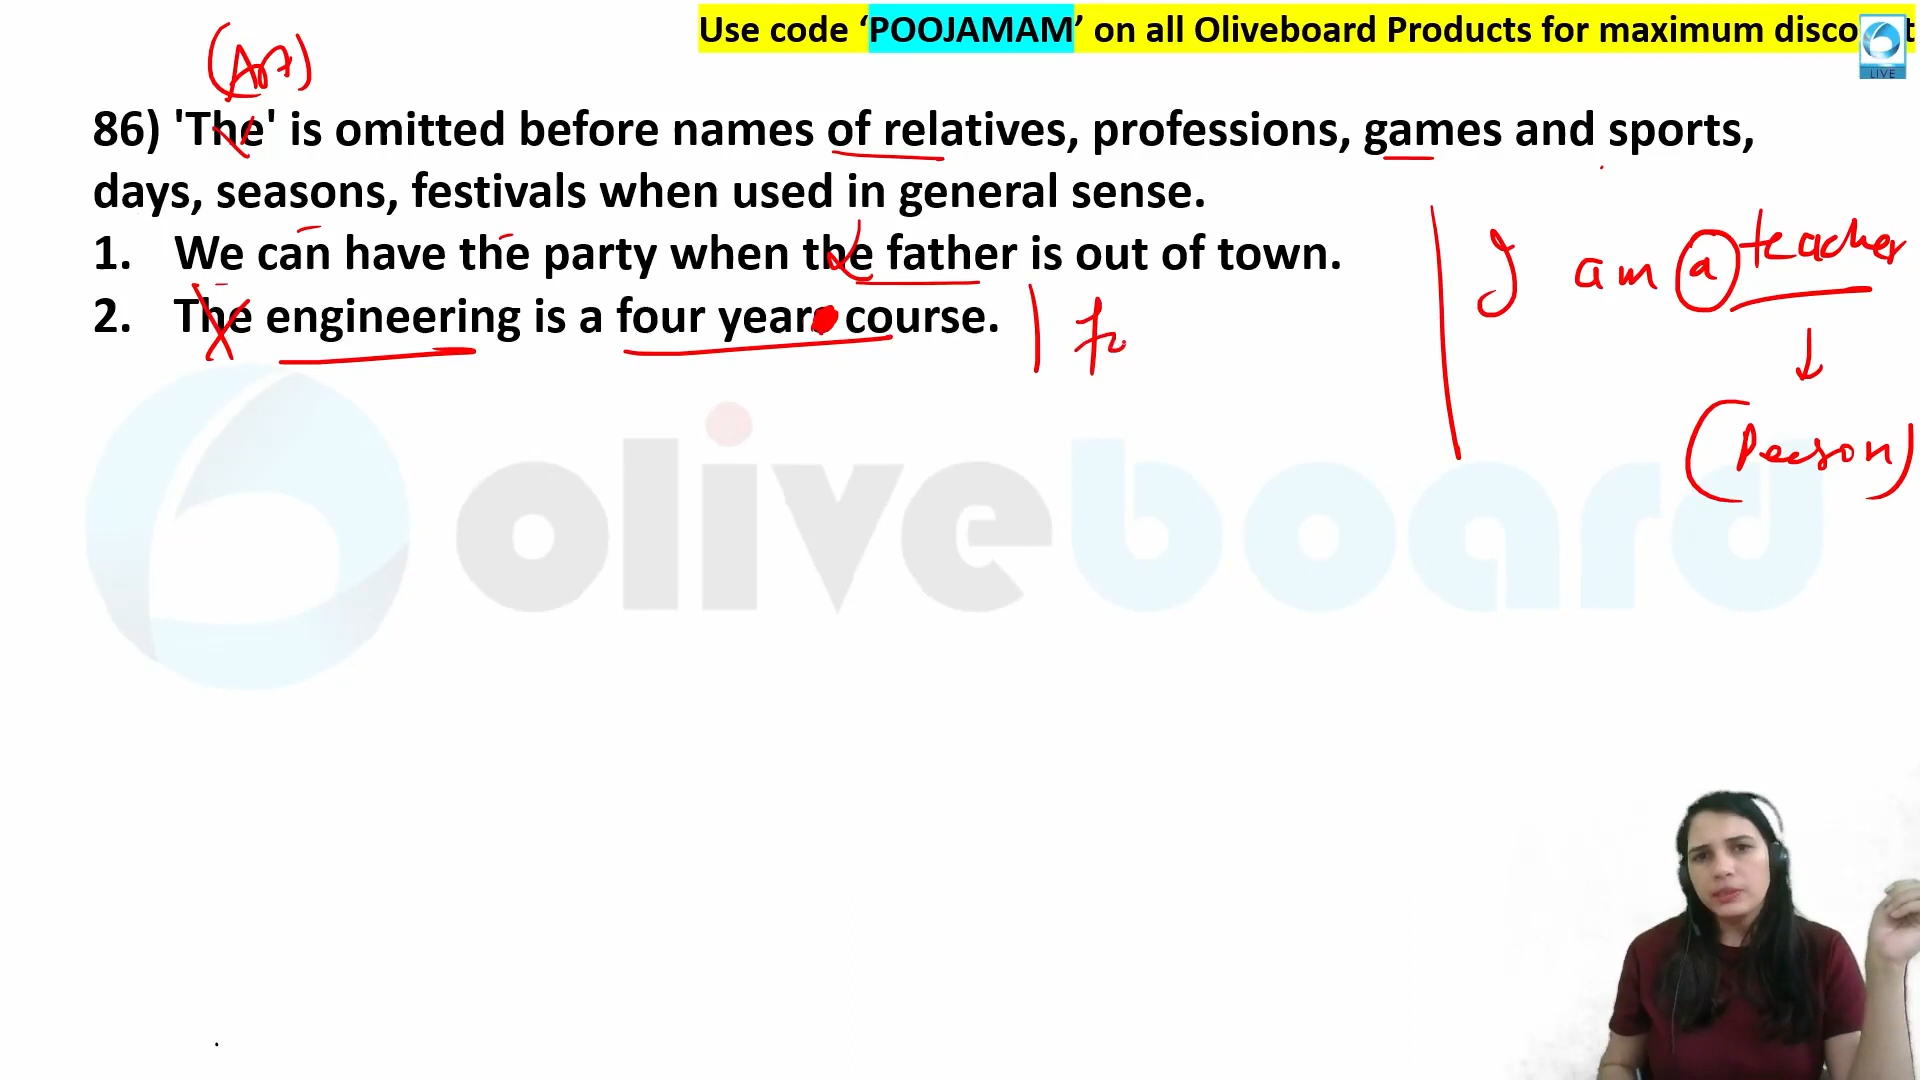 Use code ‘POOJAMAM’ on all Oliveboard Products for maximum disco t
LIVE
(Art)
86) 'The' is omitted before names of relatives, professions, games and sports,
days, seasons, festivals when used in general sense.
1. We can have the party when the father is out of town.
2. The engineering is a four year course.
I am a teacher
(Person)
oliveboard